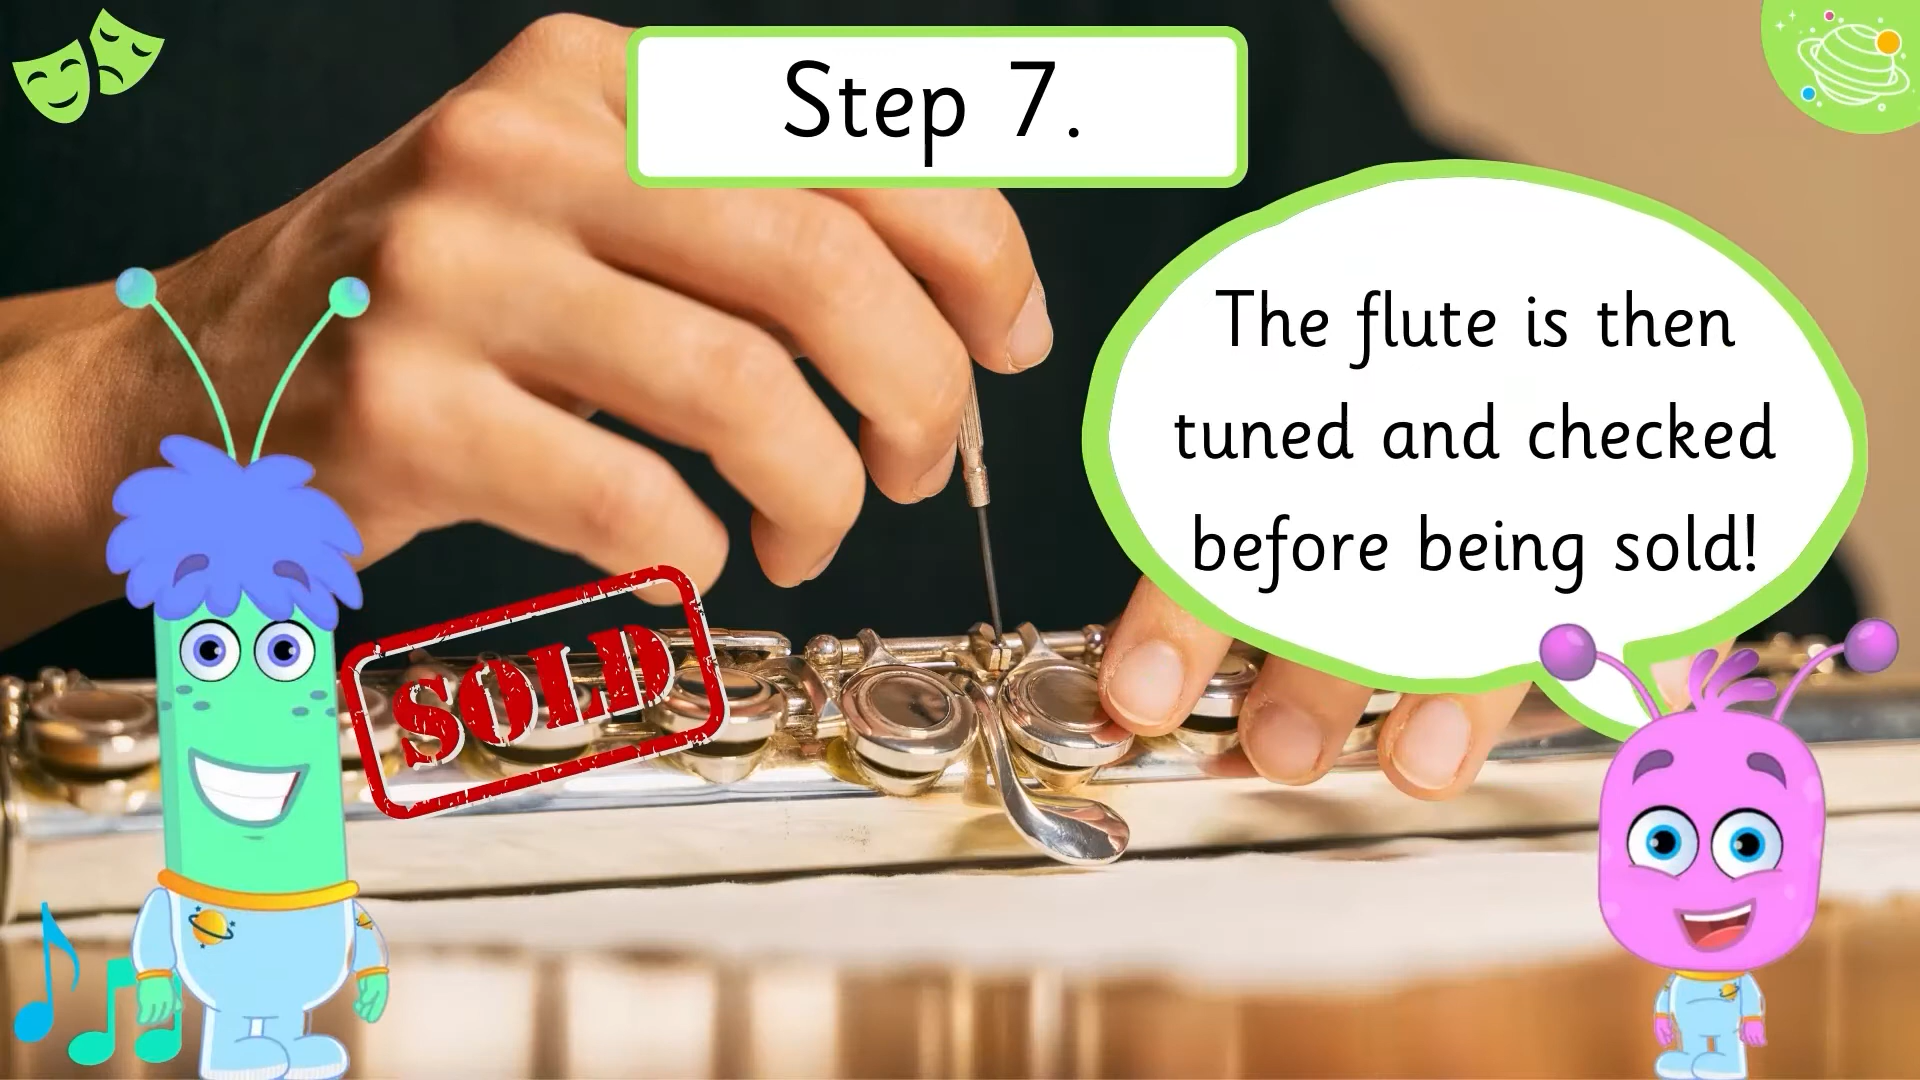 Step 7.
The flute is then
tuned and checked
before being sold!
SOLD